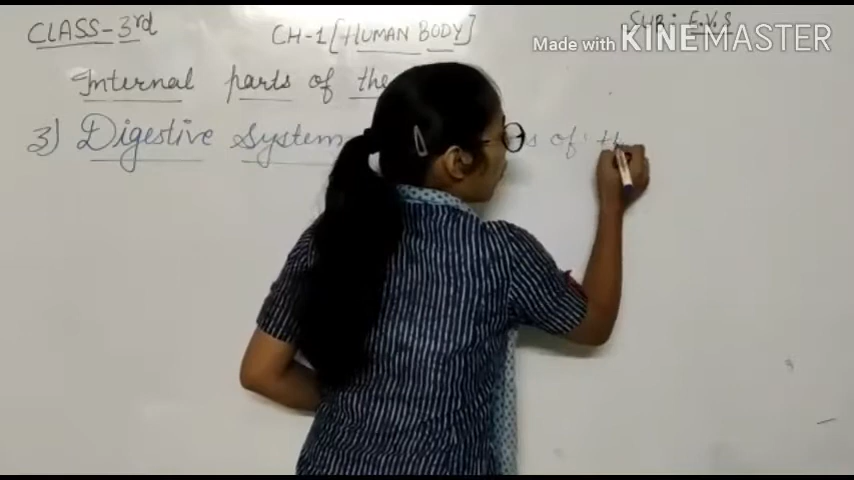 CLASS-3rd
CH-1 [HUMAN BODY]
SUB: E.V.S
Made with KINEMASTER
Internal parts of the
3) Digestive System of th